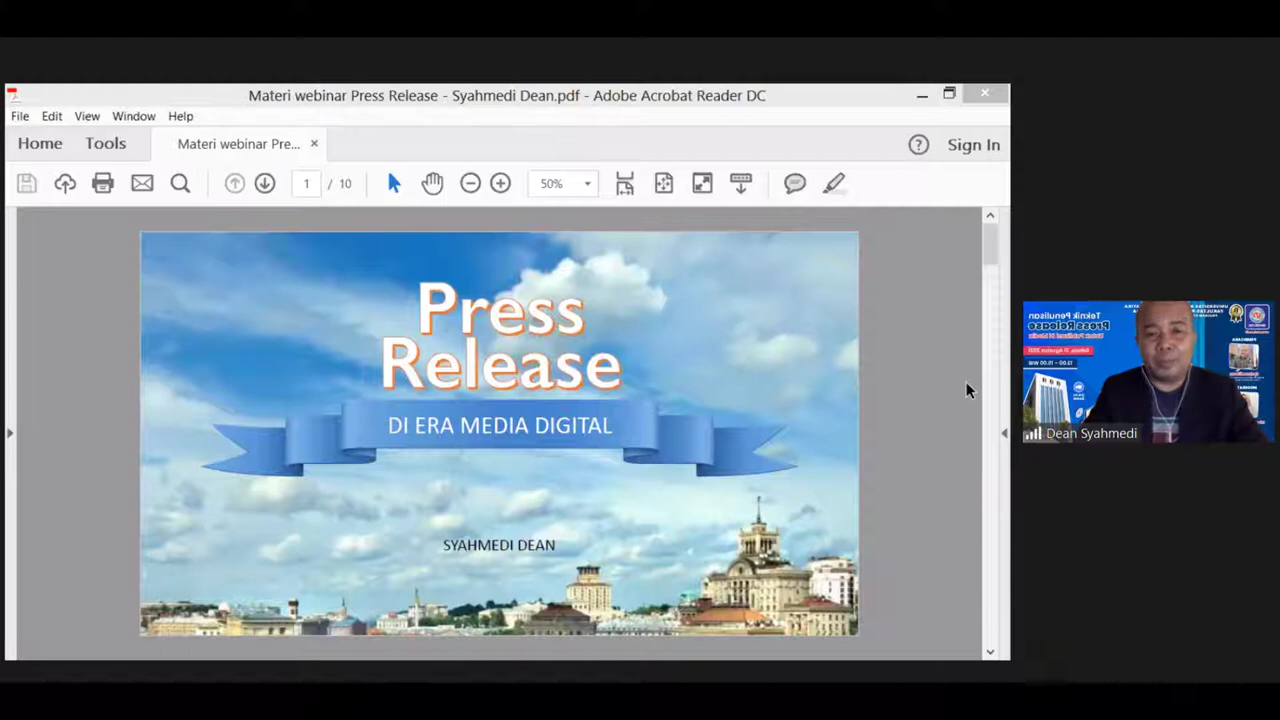 Materi webinar Press Release - Syahmedi Dean.pdf - Adobe Acrobat Reader DC
File Edit View Window Help
Home Tools Materi webinar Pre... Sign In
1 / 10 50%
Press
Release
DI ERA MEDIA DIGITAL
SYAHMEDI DEAN
Teknik Penulisan
Press Release
Dean Syahmedi